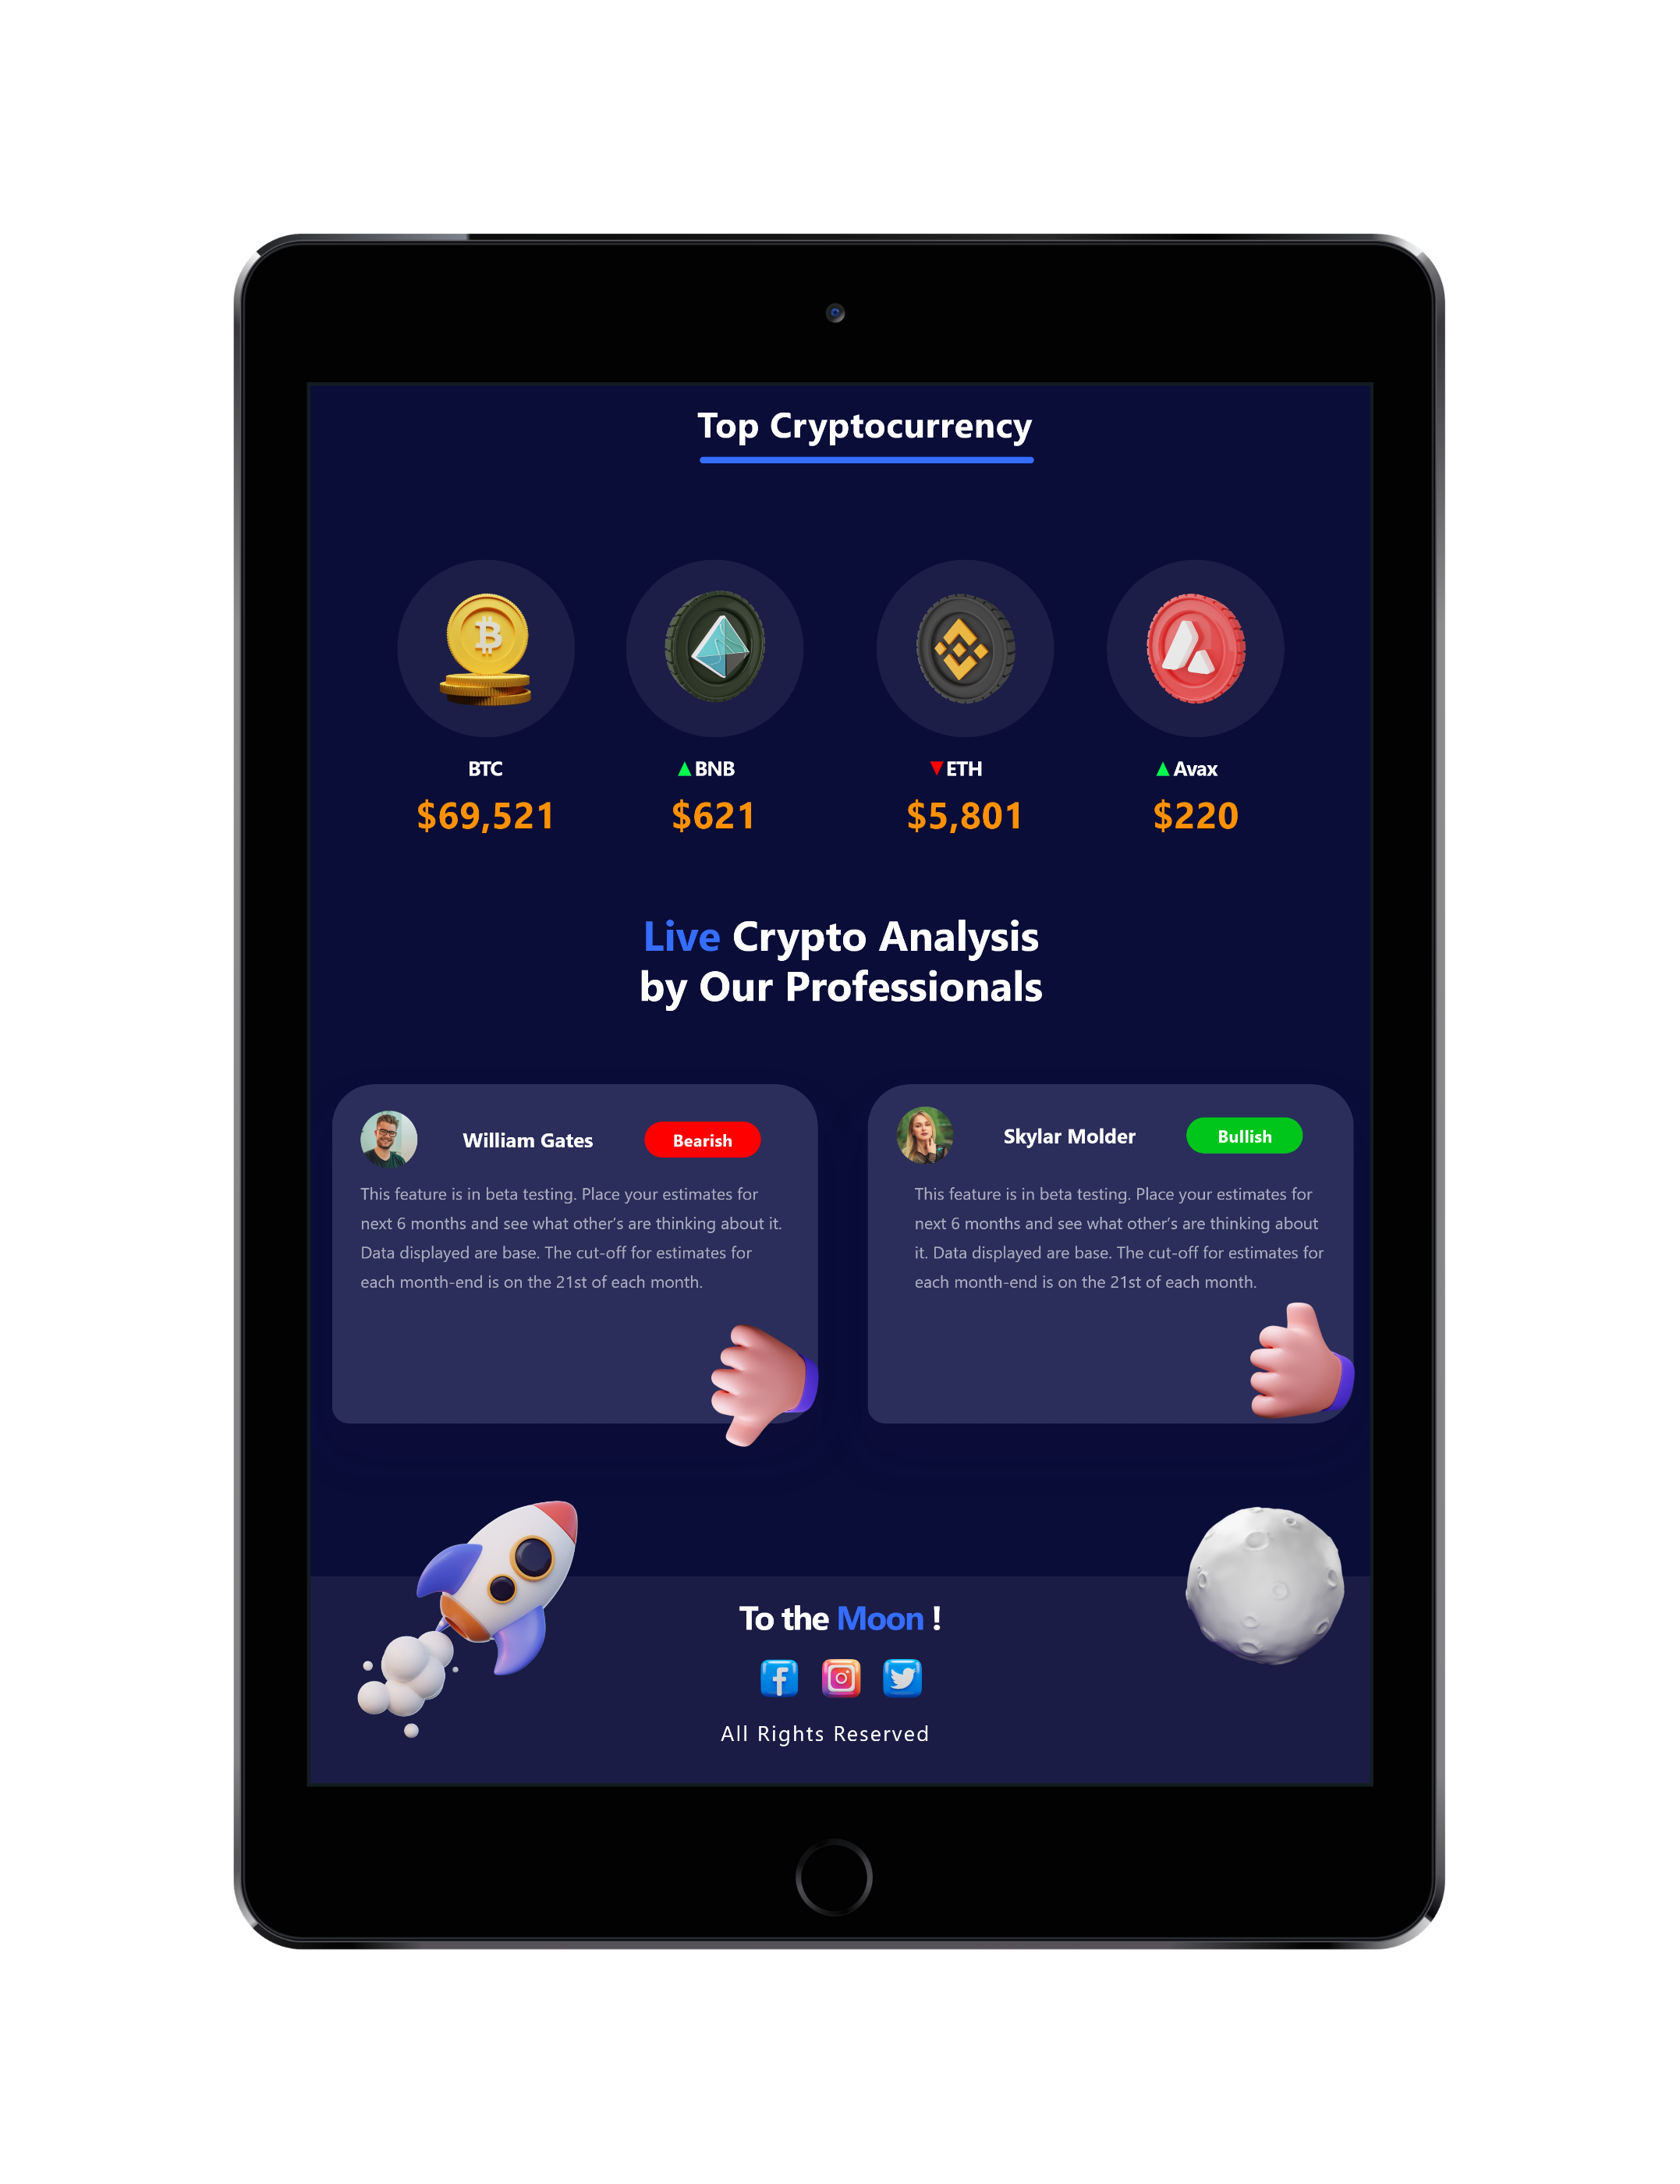 Top Cryptocurrency
BTC
BNB
ETH
Avax
$69,521
$621
$5,801
$220
Live Crypto Analysis
by Our Professionals
William Gates
Bearish
This feature is in beta testing. Place your estimates for
next 6 months and see what other’s are thinking about it.
Data displayed are base. The cut-off for estimates for
each month-end is on the 21st of each month.
Skylar Molder
Bullish
This feature is in beta testing. Place your estimates for
next 6 months and see what other’s are thinking about
it. Data displayed are base. The cut-off for estimates for
each month-end is on the 21st of each month.
To the Moon !
All Rights Reserved